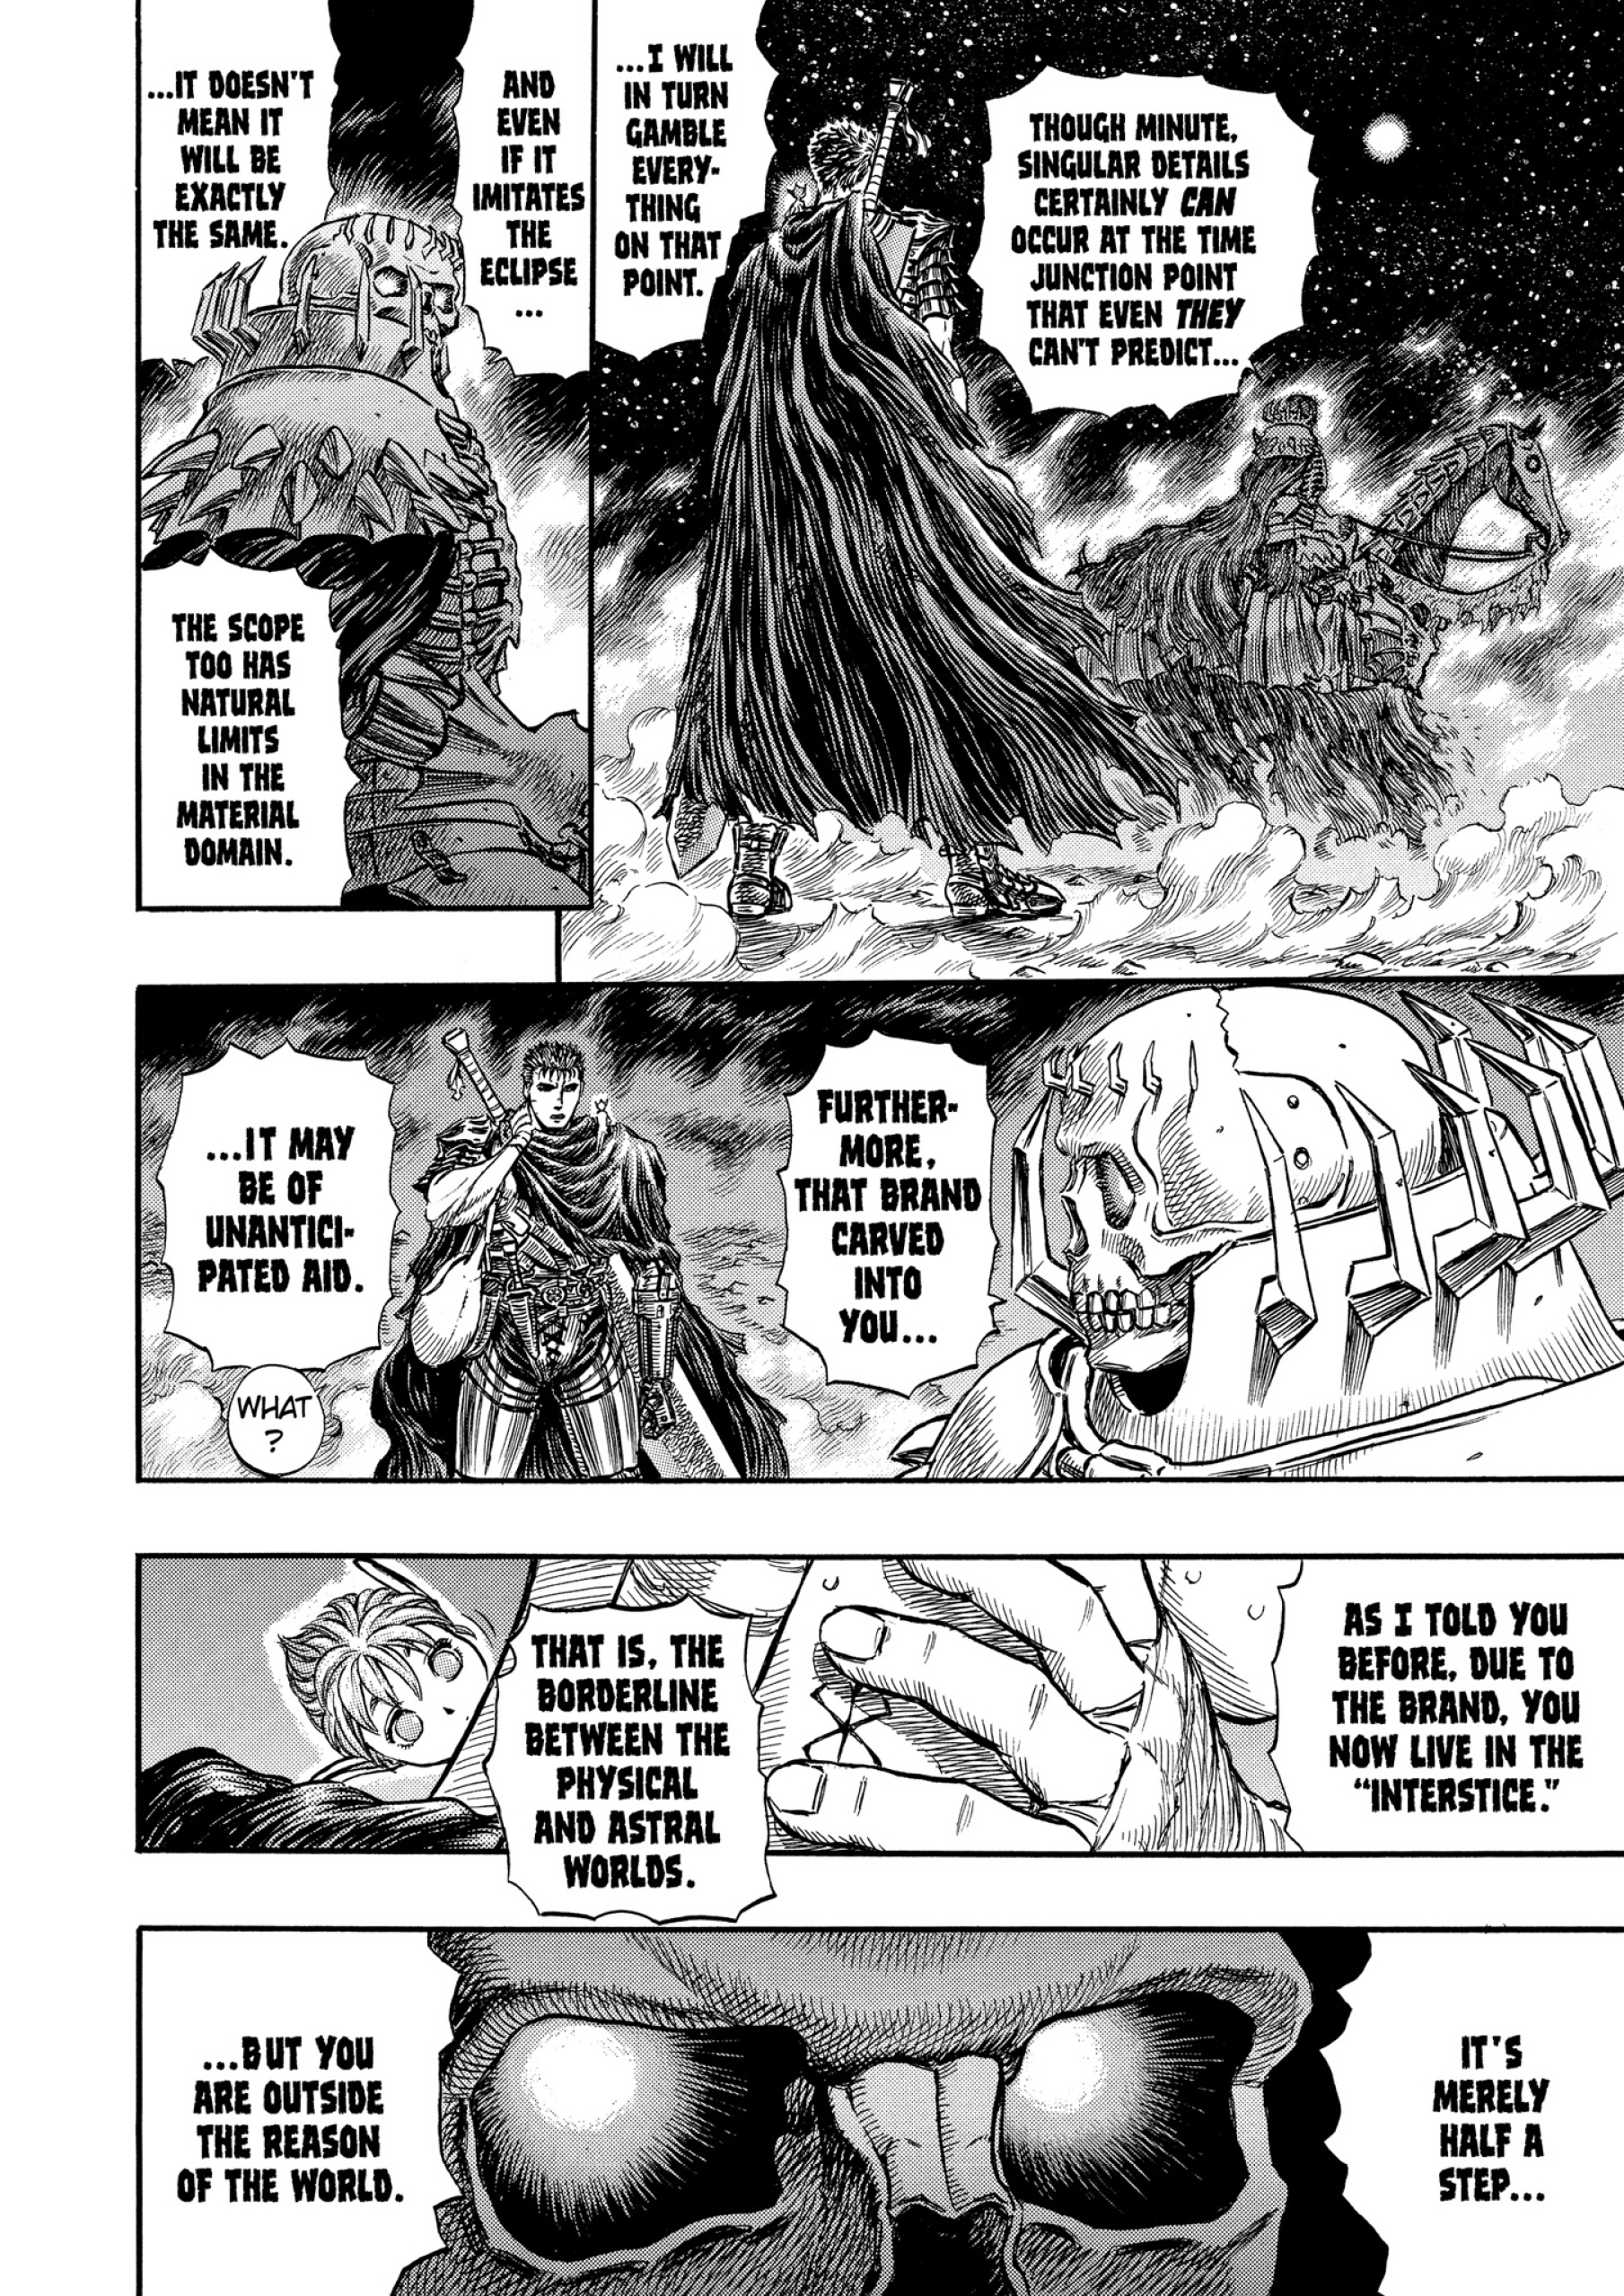 THOUGH MINUTE,
SINGULAR DETAILS
CERTAINLY CAN
OCCUR AT THE TIME
JUNCTION POINT
THAT EVEN THEY
CAN'T PREDICT...
...I WILL
IN TURN
GAMBLE
EVERY-
THING
ON THAT
POINT.
AND
EVEN
IF IT
IMITATES
THE
ECLIPSE
...
...IT DOESN'T
MEAN IT
WILL BE
EXACTLY
THE SAME.
THE SCOPE
TOO HAS
NATURAL
LIMITS
IN THE
MATERIAL
DOMAIN.
FURTHER-
MORE,
THAT BRAND
CARVED
INTO
YOU...
...IT MAY
BE OF
UNANTICI-
PATED AID.
WHAT
?
AS I TOLD YOU
BEFORE, DUE TO
THE BRAND, YOU
NOW LIVE IN THE
"INTERSTICE."
THAT IS, THE
BORDERLINE
BETWEEN THE
PHYSICAL
AND ASTRAL
WORLDS.
IT'S
MERELY
HALF A
STEP...
...BUT YOU
ARE OUTSIDE
THE REASON
OF THE WORLD.